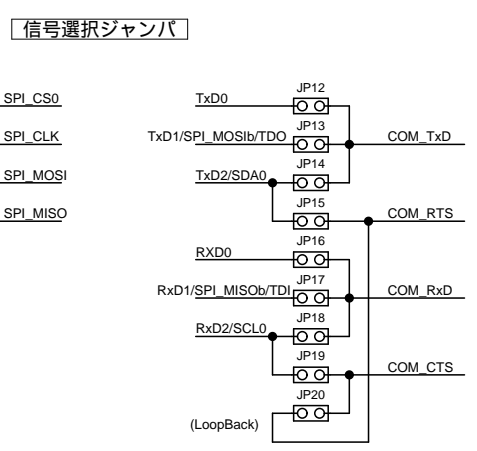 信号選択ジャンパ
SPI_CS0
SPI_CLK
SPI_MOSI
SPI_MISO
TxD0
JP12
TxD1/SPI_MOSIb/TDO
JP13
COM_TxD
JP14
TxD2/SDA0
JP15
COM_RTS
JP16
RXD0
JP17
RxD1/SPI_MISOb/TDI
COM_RxD
JP18
RxD2/SCL0
JP19
COM_CTS
JP20
(LoopBack)